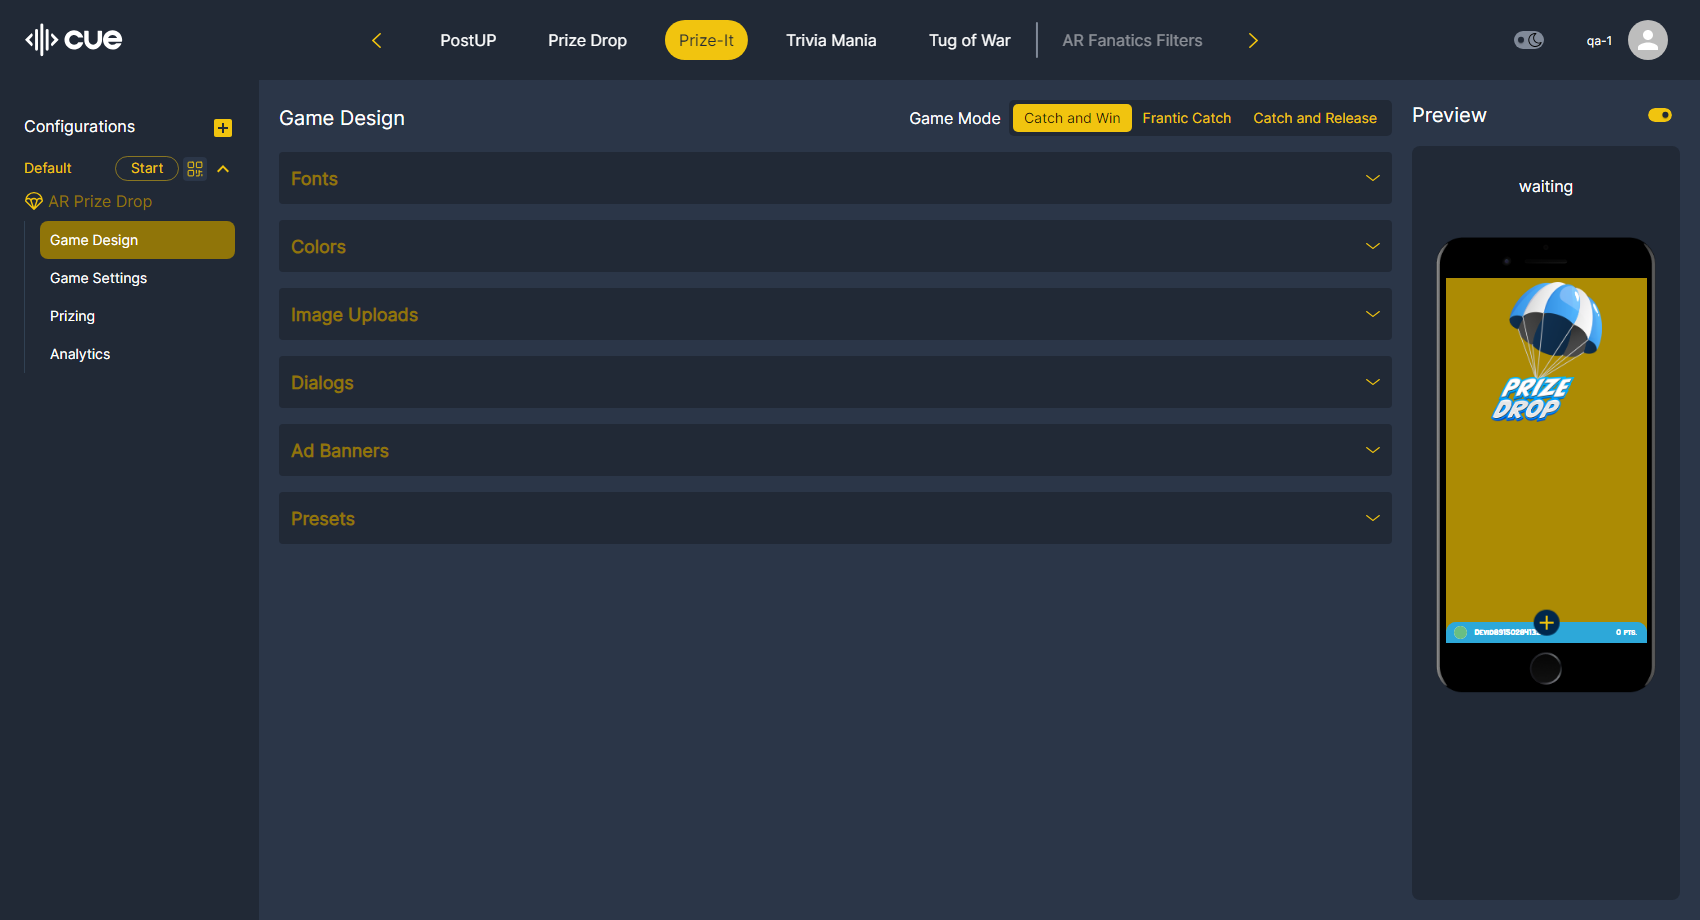 cue
PostUP
Prize Drop
Prize-It
Trivia Mania
Tug of War
AR Fanatics Filters
qa-1
Configurations
Default
Start
AR Prize Drop
Game Design
Game Settings
Prizing
Analytics
Game Design
Game Mode
Catch and Win
Frantic Catch
Catch and Release
Fonts
Colors
Image Uploads
Dialogs
Ad Banners
Presets
Preview
waiting
PRIZE
DROP
0 PTS.